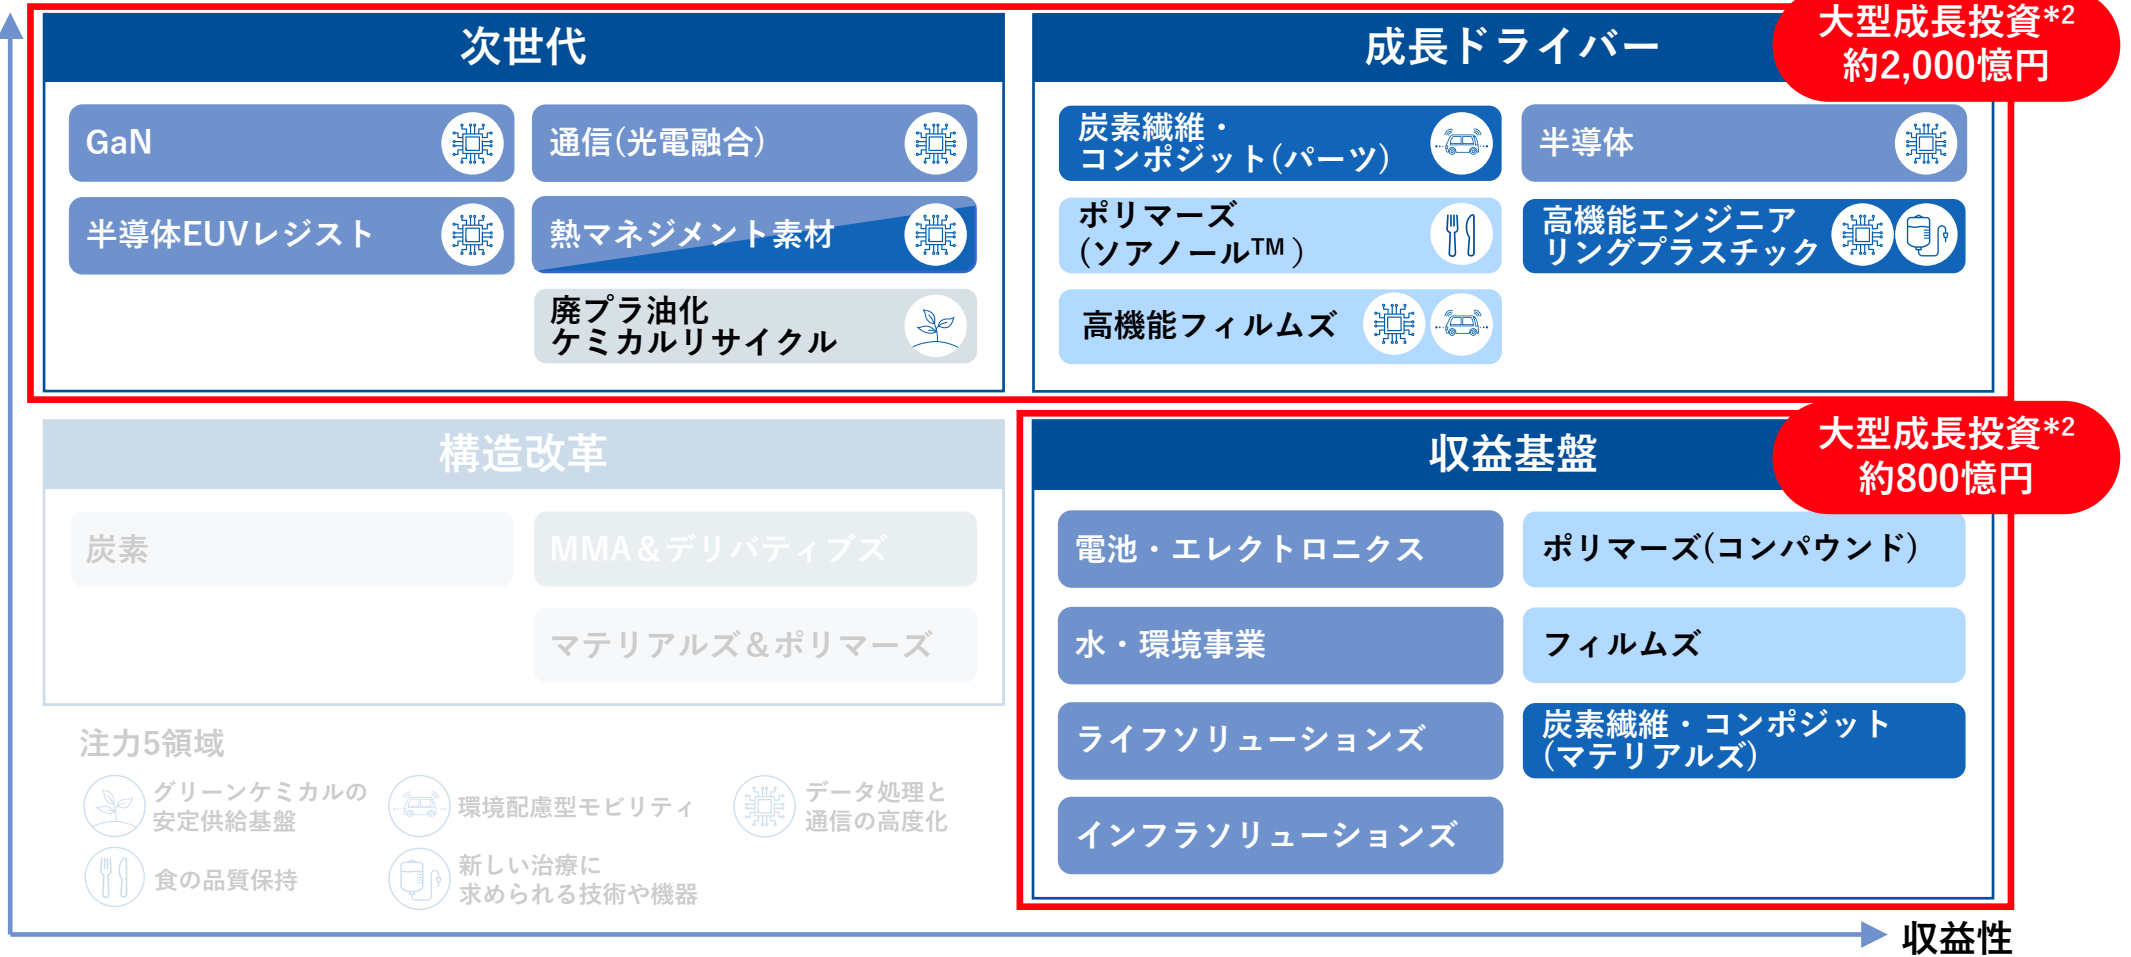 次世代
GaN
通信(光電融合)
半導体EUVレジスト
熱マネジメント素材
廃プラ油化
ケミカルリサイクル
成長ドライバー
大型成長投資*2
約2,000億円
炭素繊維・
コンポジット(パーツ)
半導体
ポリマーズ
(ソアノール™)
高機能エンジニア
リングプラスチック
高機能フィルムズ
構造改革
炭素
MMA＆デリバティブズ
マテリアルズ＆ポリマーズ
収益基盤
大型成長投資*2
約800億円
電池・エレクトロニクス
ポリマーズ(コンパウンド)
水・環境事業
フィルムズ
ライフソリューションズ
炭素繊維・コンポジット
(マテリアルズ)
インフラソリューションズ
注力5領域
グリーンケミカルの
安定供給基盤
環境配慮型モビリティ
データ処理と
通信の高度化
食の品質保持
新しい治療に
求められる技術や機器
収益性